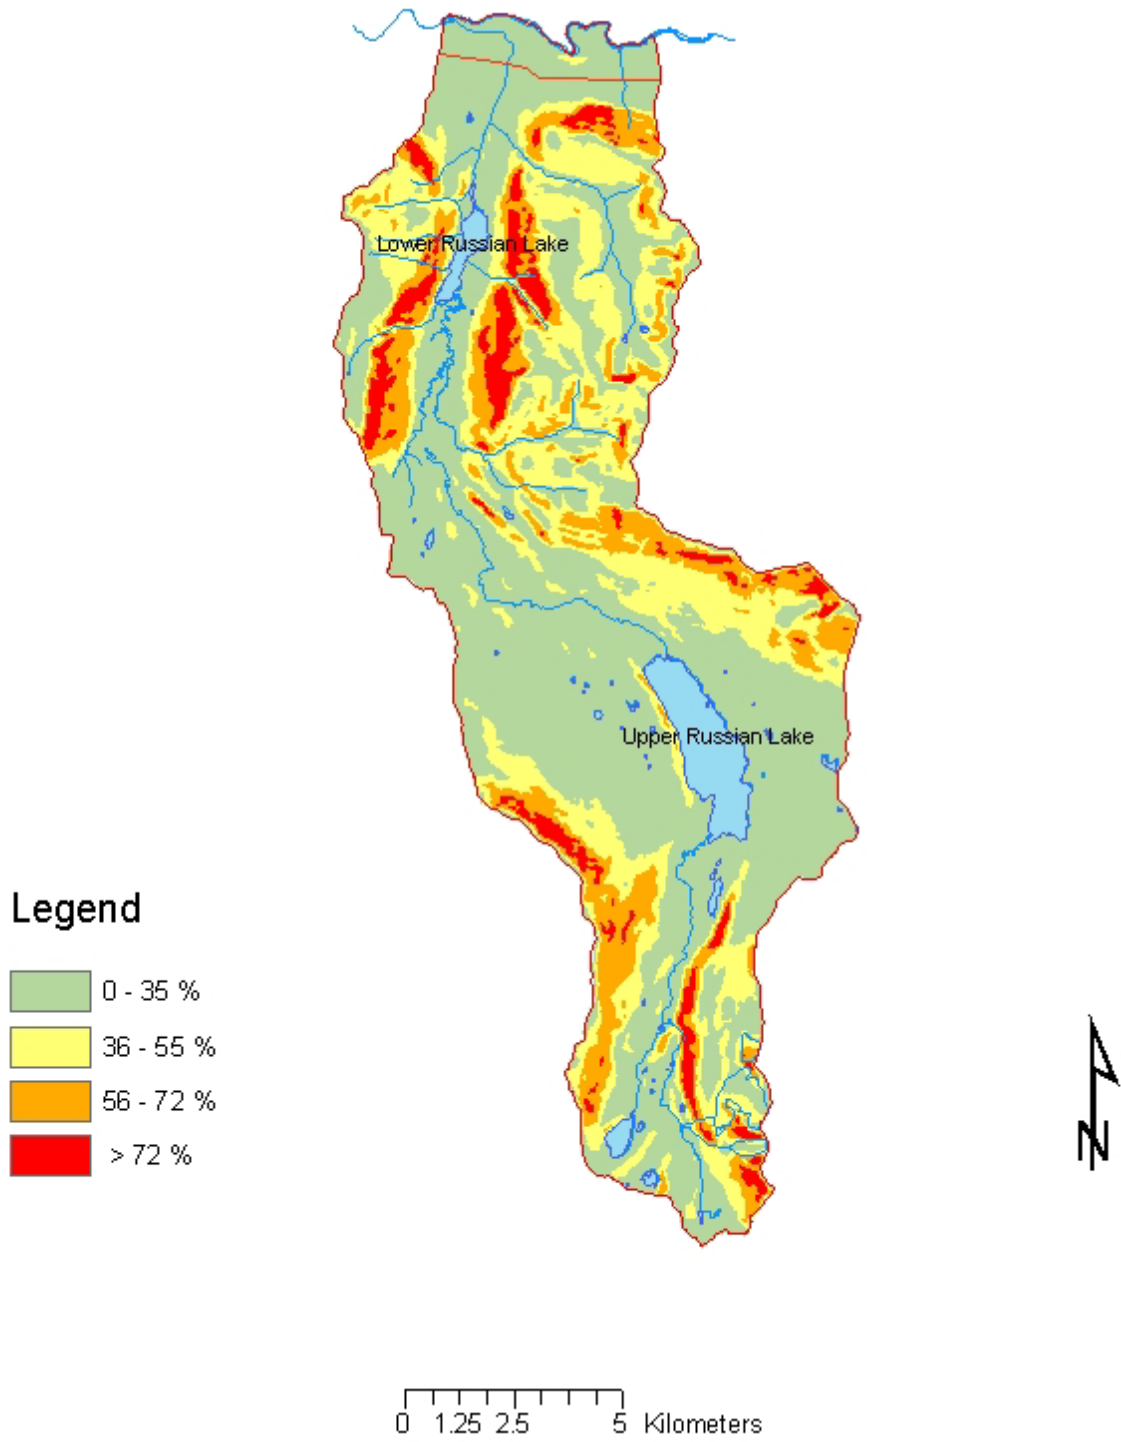 Lower Russian Lake
Upper Russian Lake
Legend
0 - 35 %
36 - 55 %
56 - 72 %
> 72 %
N
0 1.25 2.5 5 Kilometers